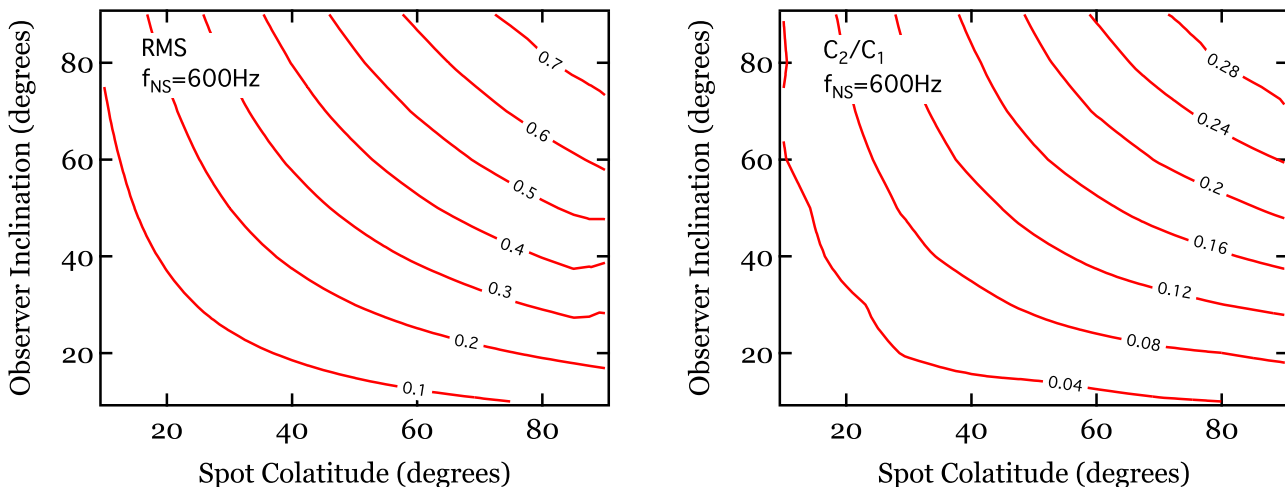 RMS
f_NS=600Hz
0.7
0.6
0.5
0.4
0.3
0.2
0.1
80
60
40
20
20 40 60 80
Observer Inclination (degrees)
Spot Colatitude (degrees)
C₂/C₁
f_NS=600Hz
0.28
0.24
0.2
0.16
0.12
0.08
0.04
80
60
40
20
20 40 60 80
Observer Inclination (degrees)
Spot Colatitude (degrees)